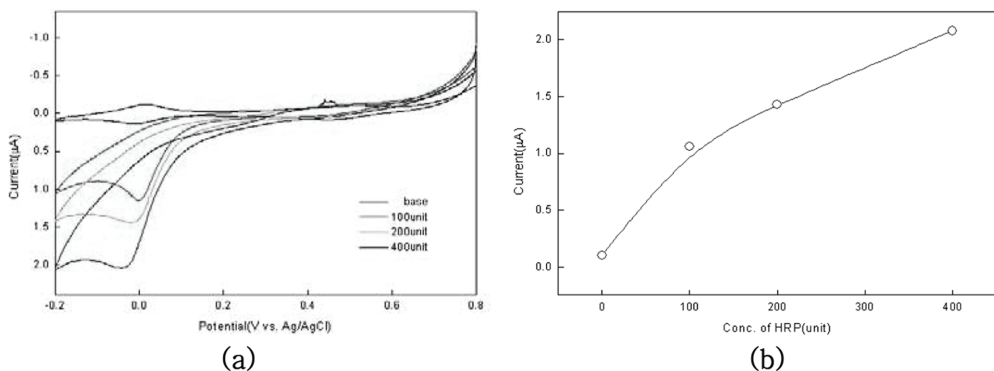 -1.0
-0.5
0.0
0.5
1.0
1.5
2.0
Current(μA)
base
100unit
200unit
400unit
-0.2 0.0 0.2 0.4 0.6 0.8
Potential(V vs. Ag/AgCl)
(a)
2.0
1.5
1.0
0.5
0.0
Current(μA)
0 100 200 300 400
Conc. of HRP(unit)
(b)